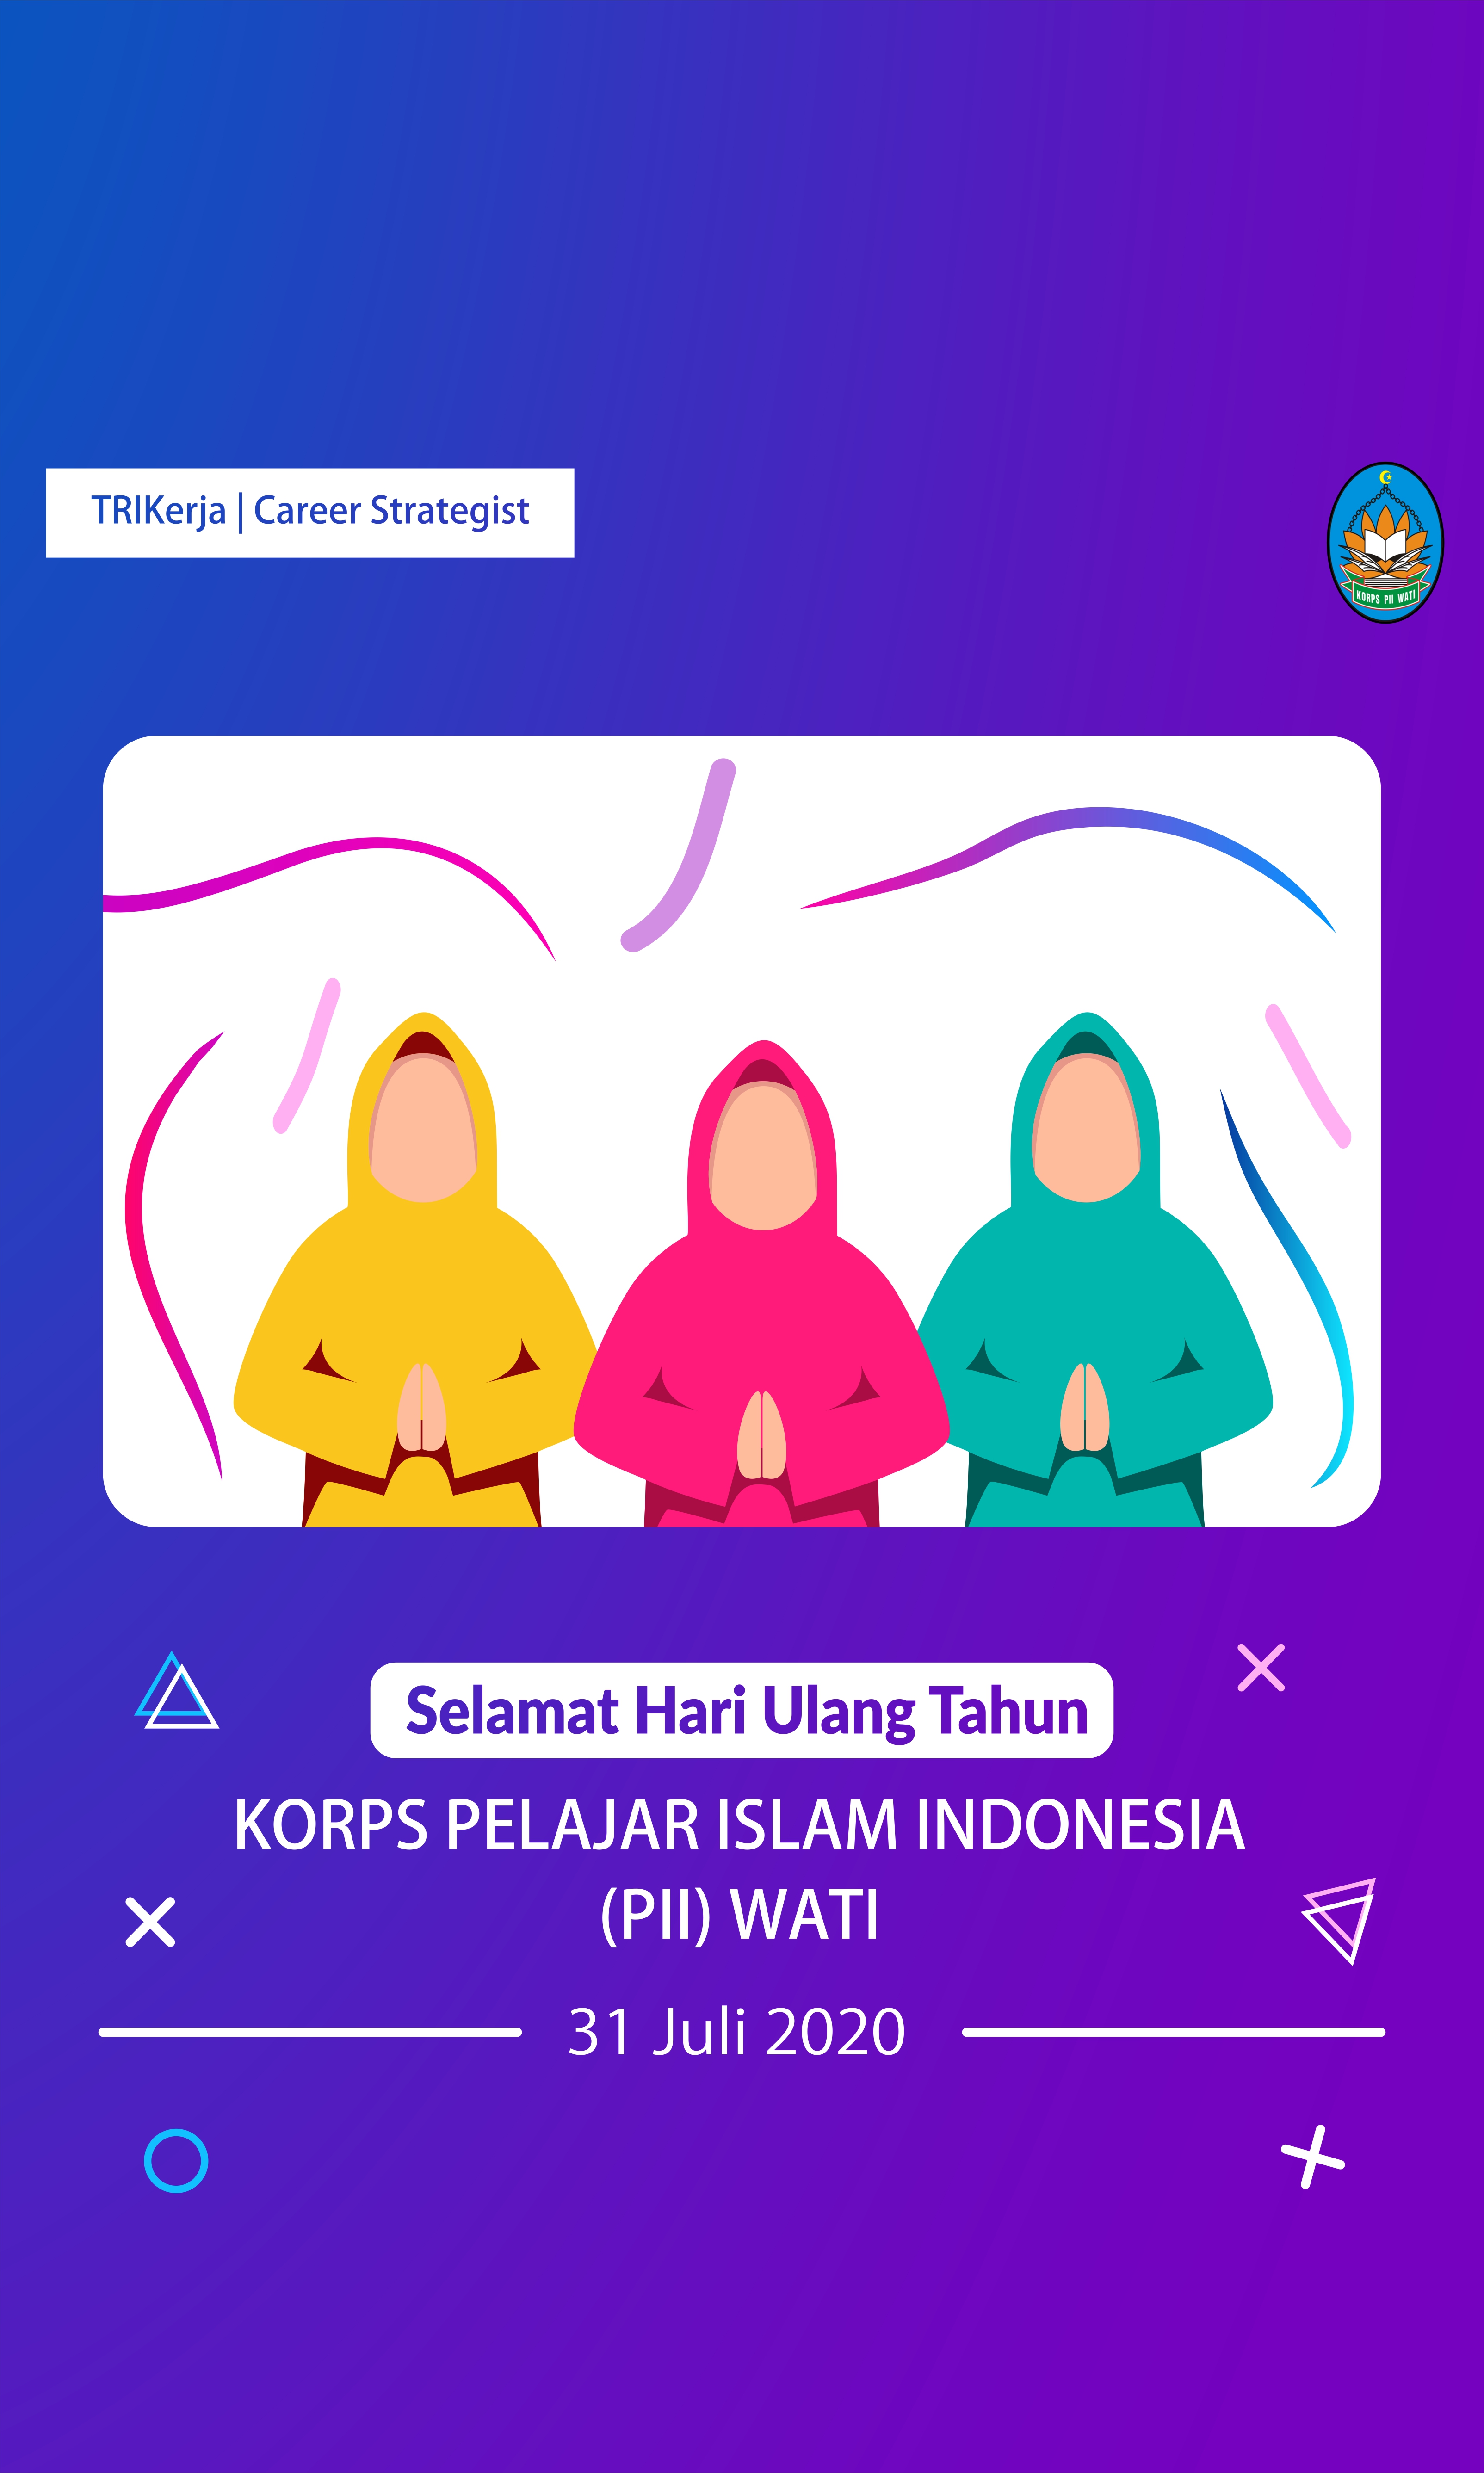 TRIKerja | Career Strategist
KORPS PII WATI
Selamat Hari Ulang Tahun
KORPS PELAJAR ISLAM INDONESIA
(PII) WATI
31 Juli 2020